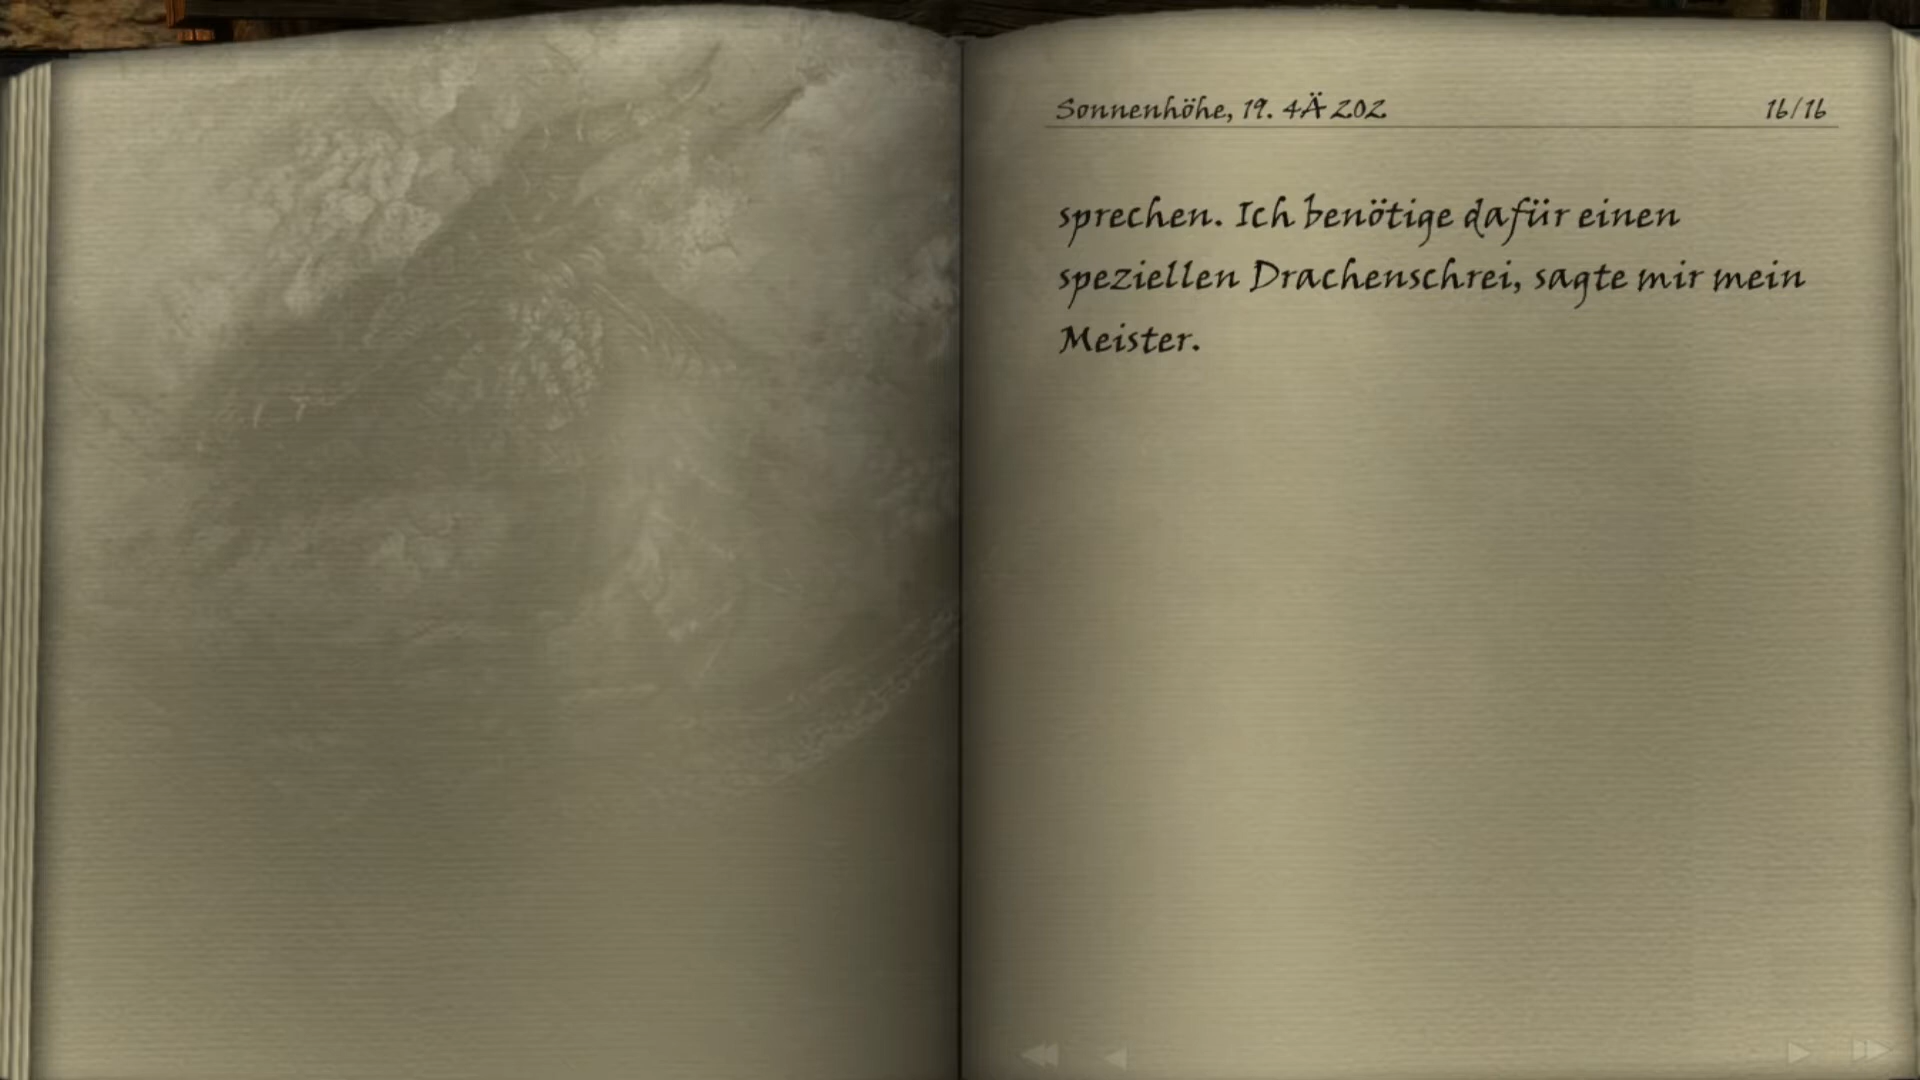 Sonnenhöhe, 19. 4Ä 202
16/16
sprechen. Ich benötige dafür einen
speziellen Drachenschrei, sagte mir mein
Meister.